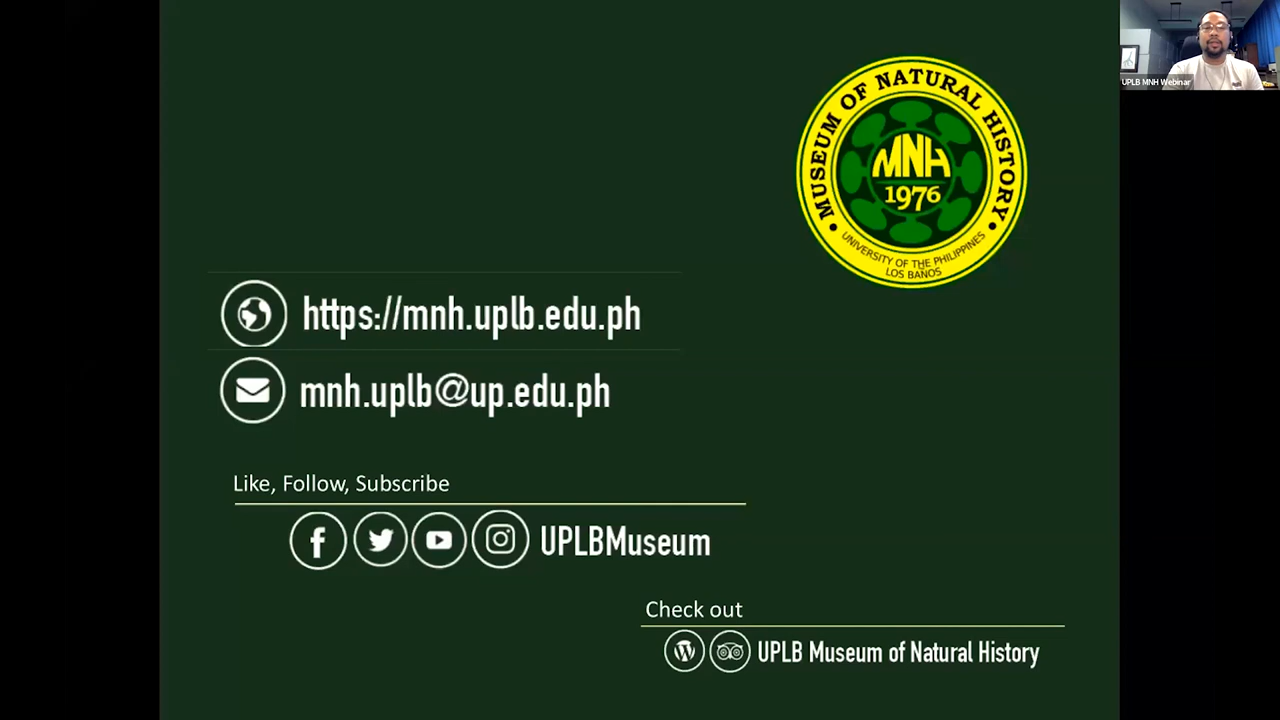 UPLB MNH Webinar
• MUSEUM OF NATURAL HISTORY •
MNH
1976
UNIVERSITY OF THE PHILIPPINES
LOS BAÑOS
https://mnh.uplb.edu.ph
mnh.uplb@up.edu.ph
Like, Follow, Subscribe
UPLBMuseum
Check out
UPLB Museum of Natural History